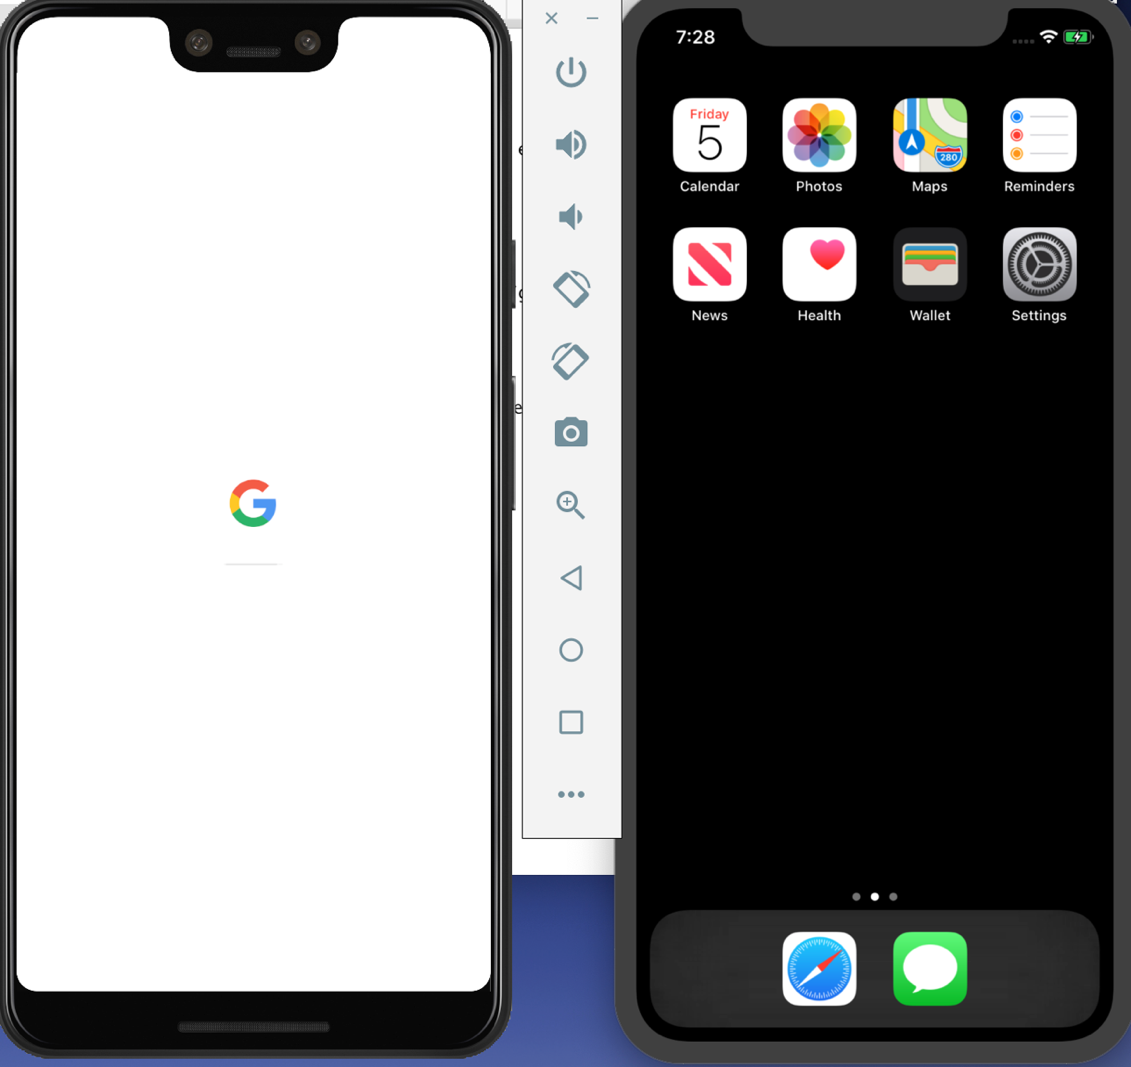 7:28
Friday
5
280
Calendar
Photos
Maps
Reminders
News
Health
Wallet
Settings
G